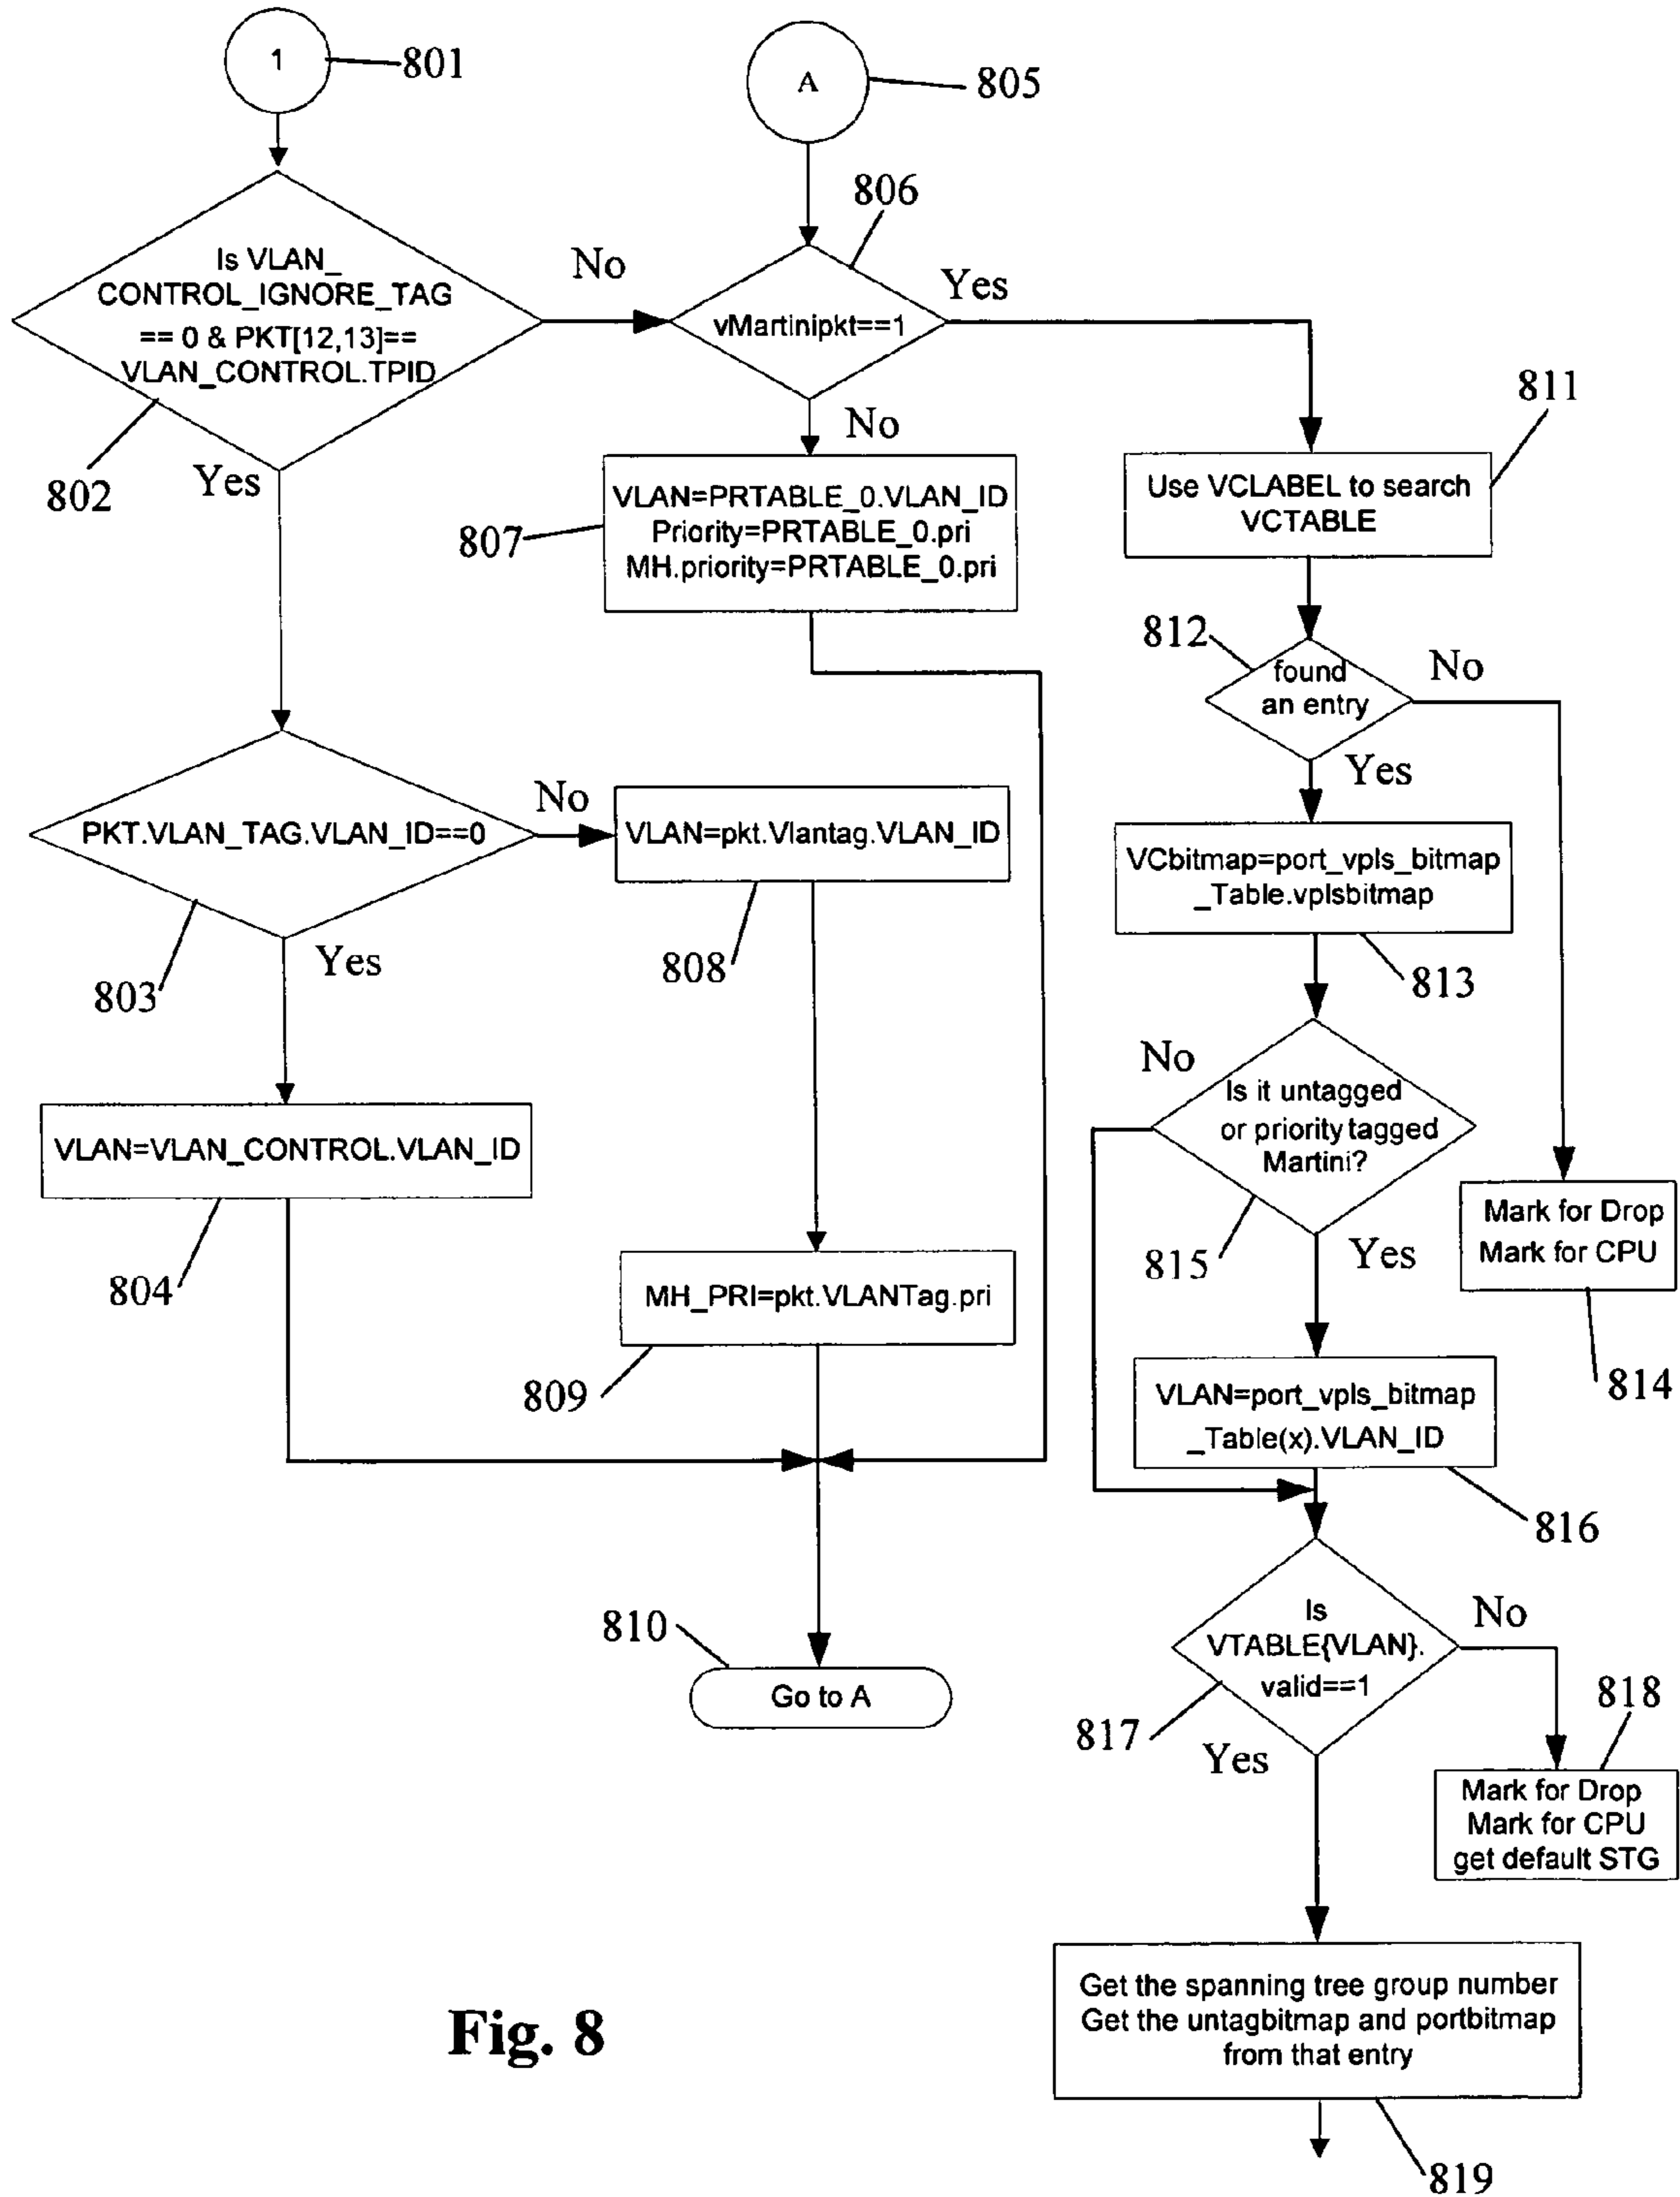 1
801
A
805
806
Is VLAN_
CONTROL_IGNORE_TAG
== 0 & PKT[12,13]==
VLAN_CONTROL.TPID
802
No
Yes
vMartinipkt==1
Yes
No
VLAN=PRTABLE_0.VLAN_ID
Priority=PRTABLE_0.pri
MH.priority=PRTABLE_0.pri
807
811
Use VCLABEL to search
VCTABLE
812
found
an entry
No
Yes
PKT.VLAN_TAG.VLAN_ID==0
No
803
Yes
VLAN=pkt.Vlantag.VLAN_ID
808
VCbitmap=port_vpls_bitmap
_Table.vplsbitmap
813
VLAN=VLAN_CONTROL.VLAN_ID
804
No
Is it untagged
or priority tagged
Martini?
815
Yes
Mark for Drop
Mark for CPU
814
MH_PRI=pkt.VLANTag.pri
809
VLAN=port_vpls_bitmap
_Table(x).VLAN_ID
816
810
Go to A
Is
VTABLE{VLAN}.
valid==1
No
817
Yes
818
Mark for Drop
Mark for CPU
get default STG
Get the spanning tree group number
Get the untagbitmap and portbitmap
from that entry
819
Fig. 8